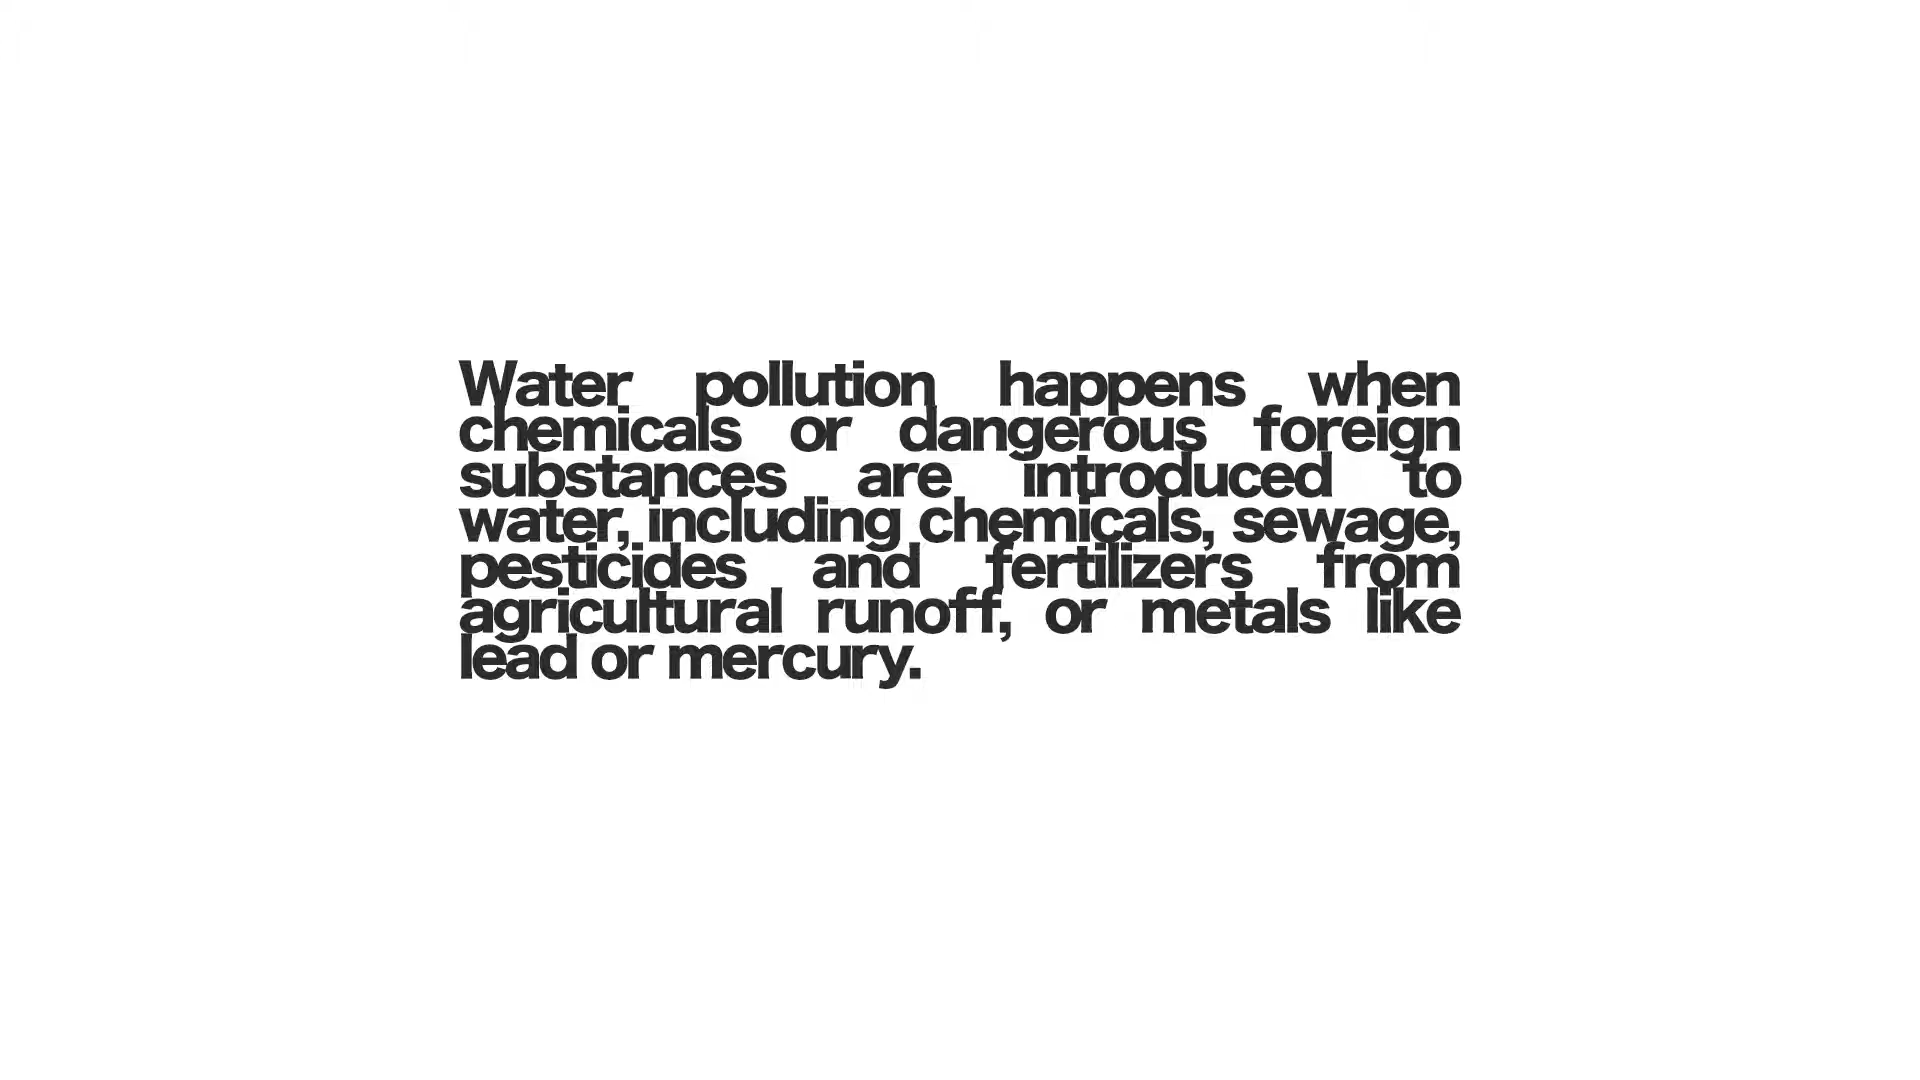 Water pollution happens when
chemicals or dangerous foreign
substances are introduced to
water, including chemicals, sewage,
pesticides and fertilizers from
agricultural runoff, or metals like
lead or mercury.